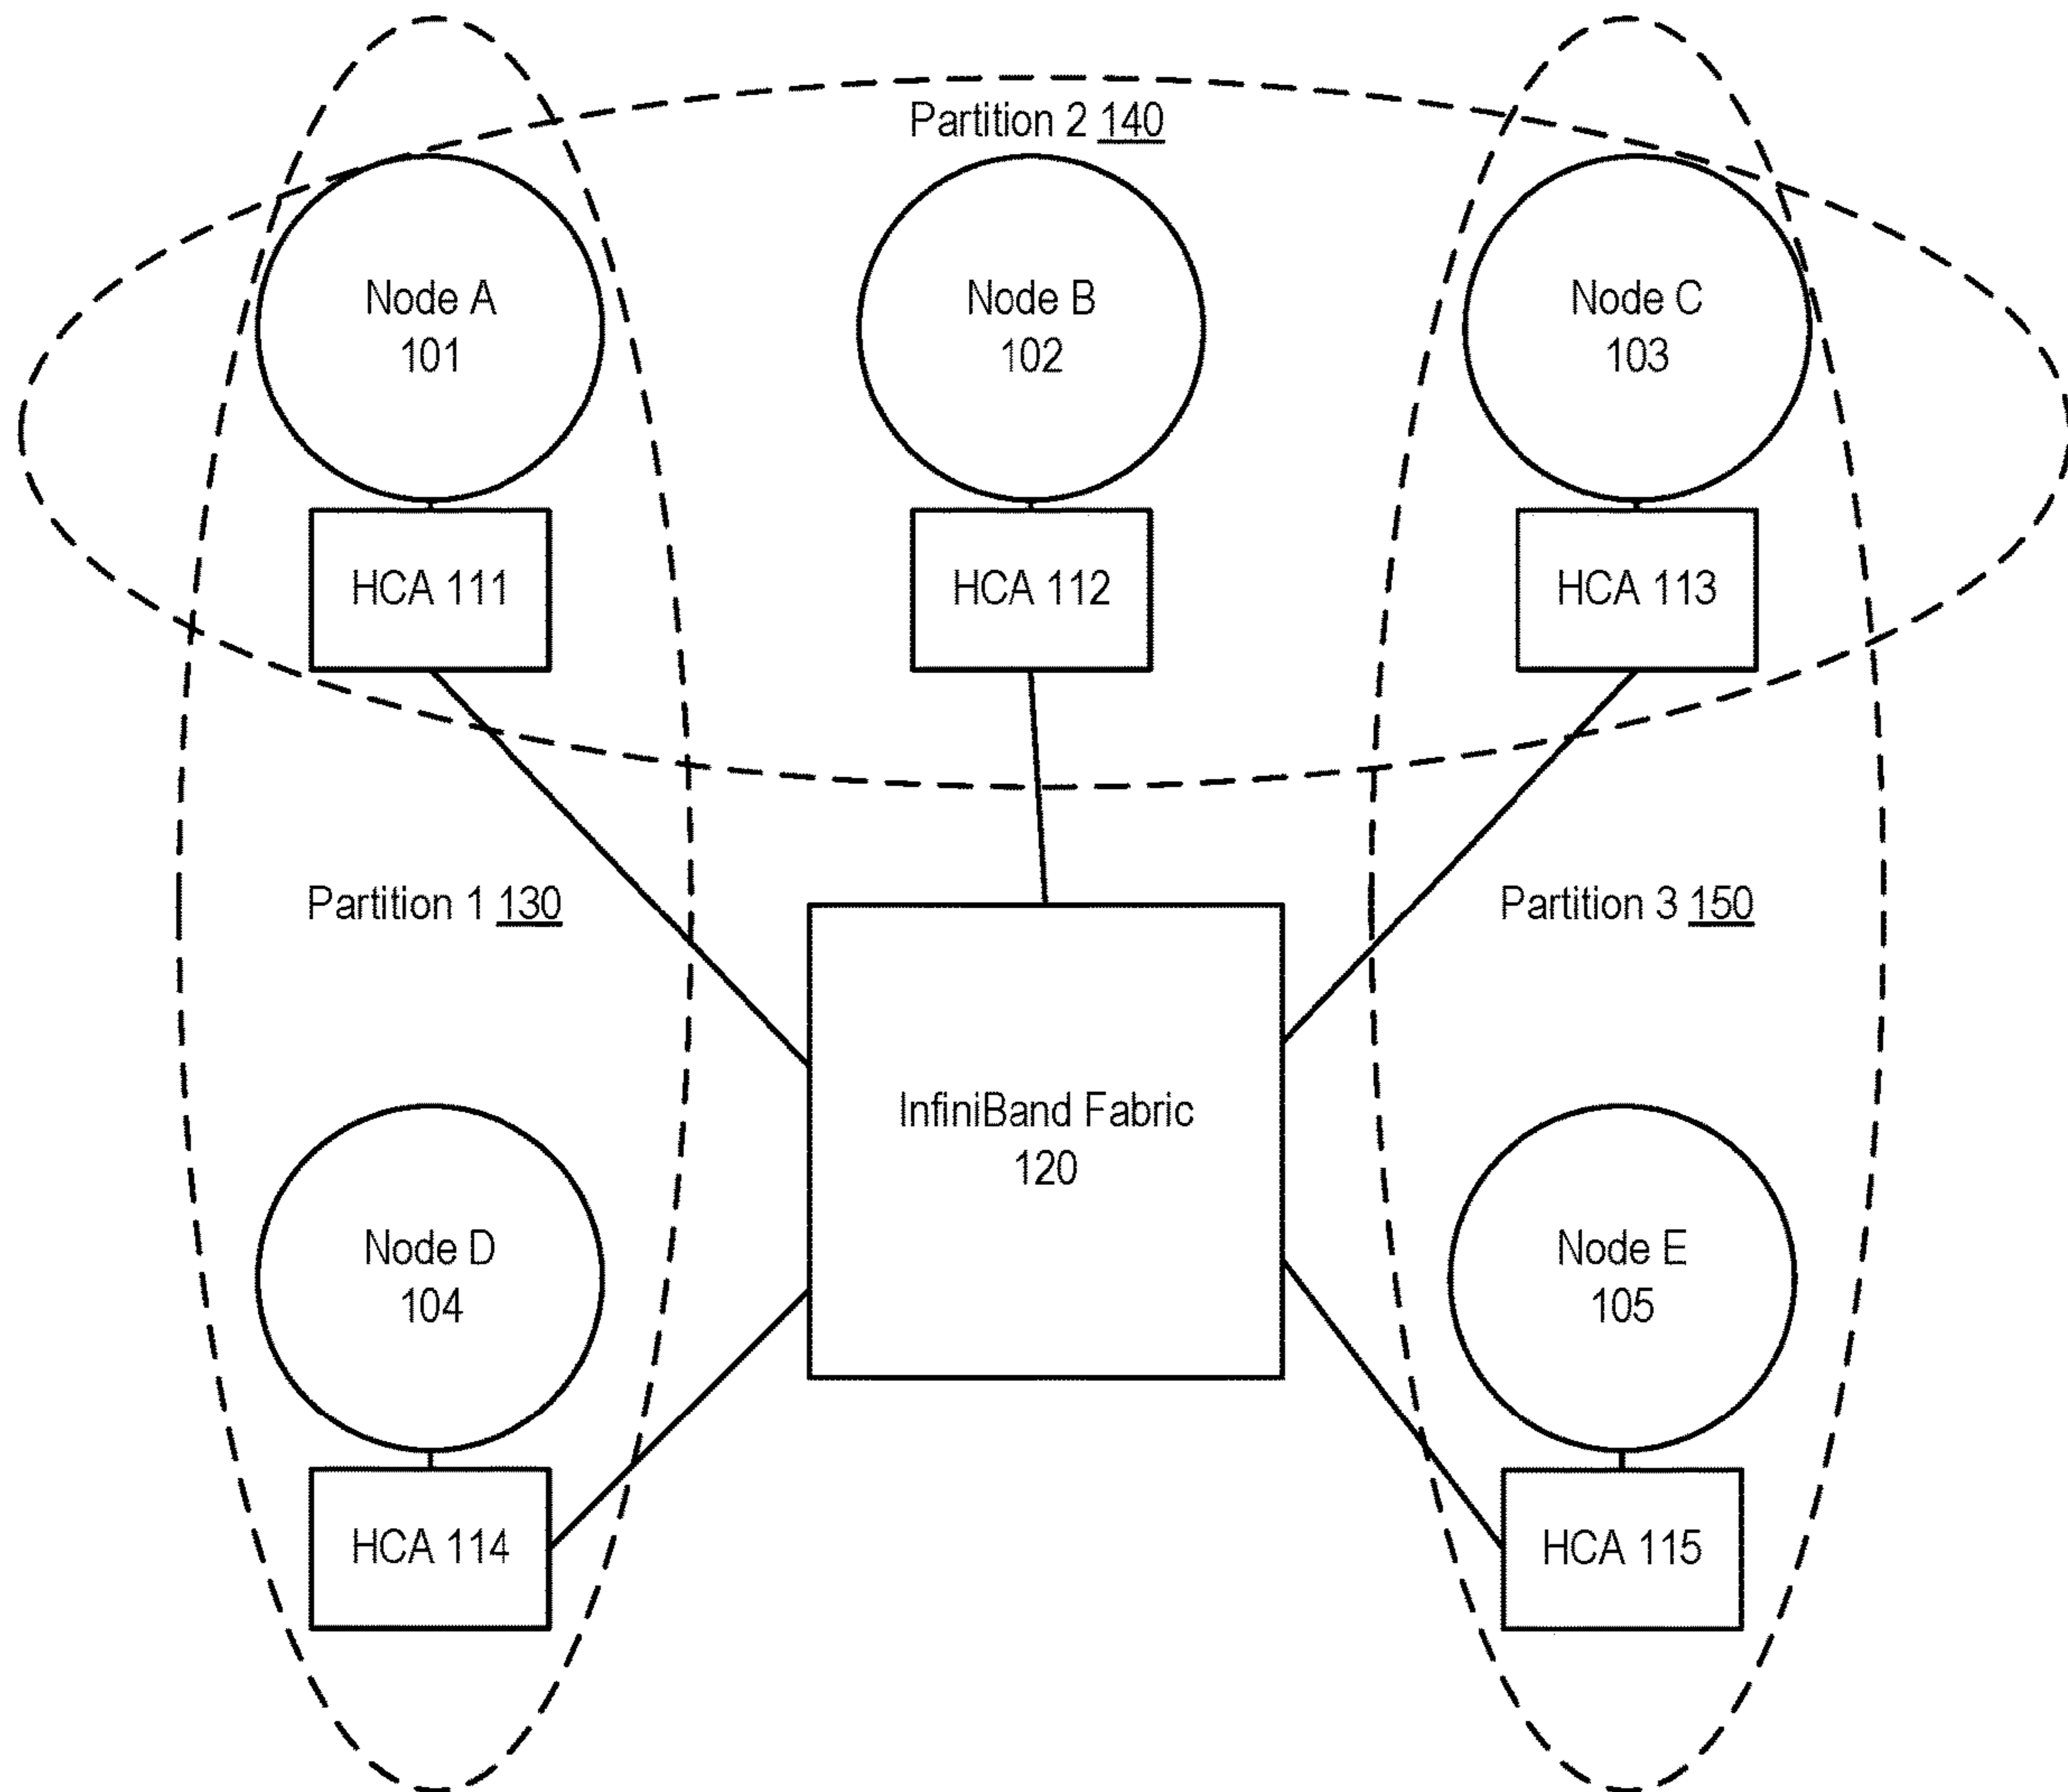 Partition 2 140
Node A
101
Node B
102
Node C
103
HCA 111
HCA 112
HCA 113
Partition 1 130
Partition 3 150
InfiniBand Fabric
120
Node D
104
Node E
105
HCA 114
HCA 115